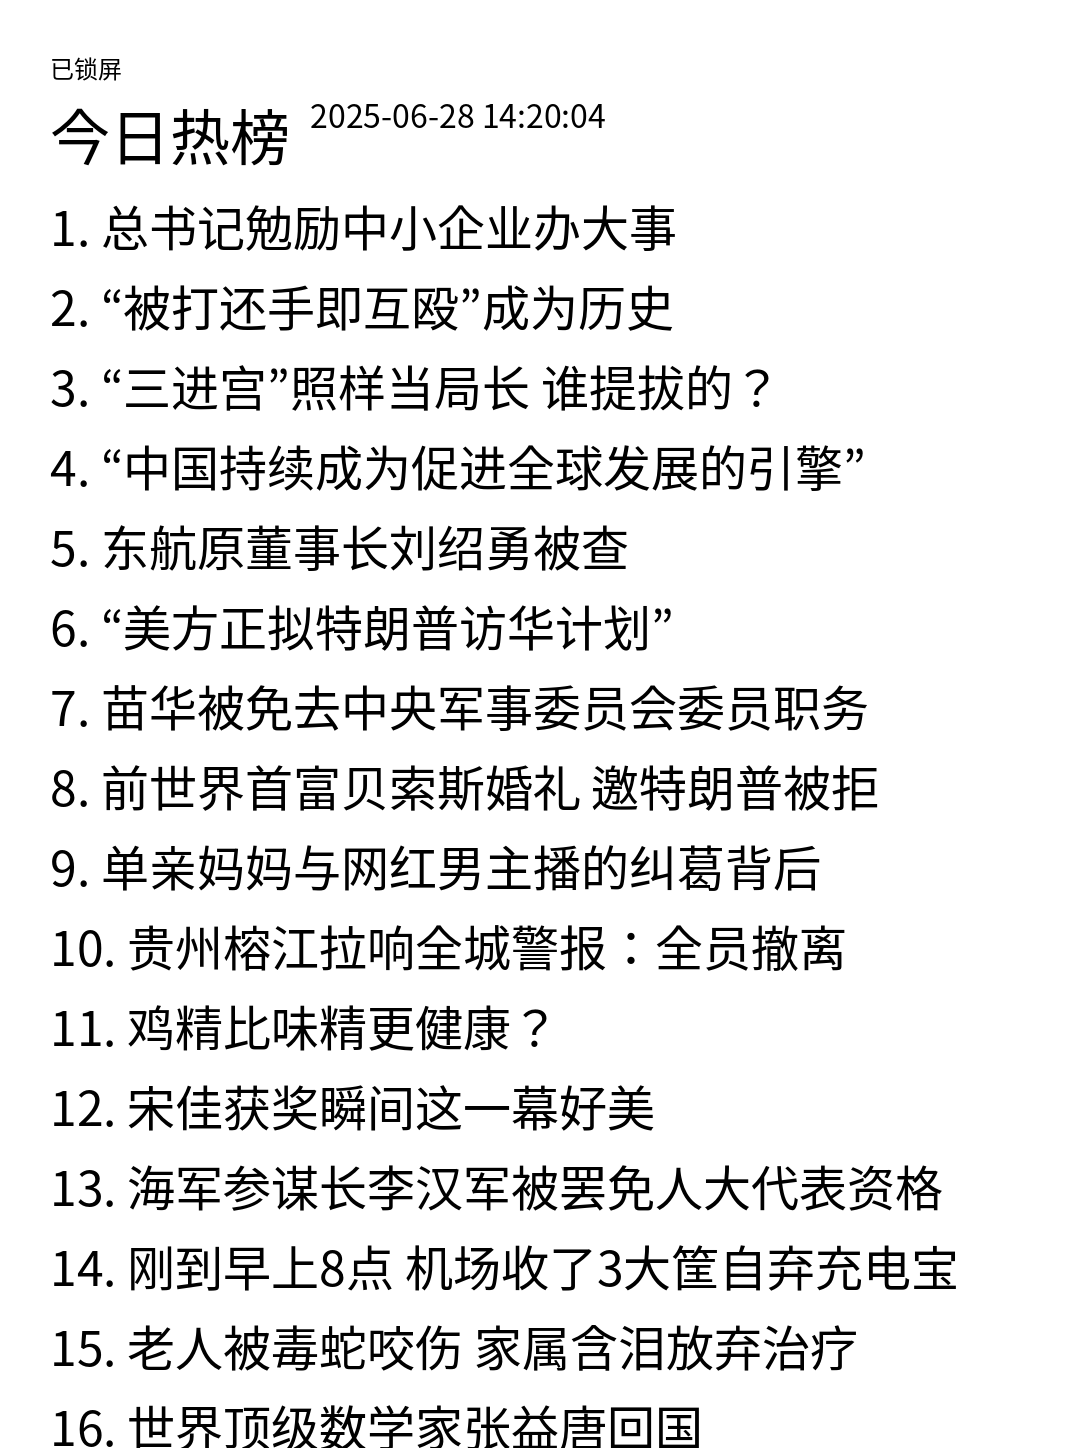 已锁屏
今日热榜 2025-06-28 14:20:04
1. 总书记勉励中小企业办大事
2. “被打还手即互殴”成为历史
3. “三进宫”照样当局长 谁提拔的？
4. “中国持续成为促进全球发展的引擎”
5. 东航原董事长刘绍勇被查
6. “美方正拟特朗普访华计划”
7. 苗华被免去中央军事委员会委员职务
8. 前世界首富贝索斯婚礼 邀特朗普被拒
9. 单亲妈妈与网红男主播的纠葛背后
10. 贵州榕江拉响全城警报：全员撤离
11. 鸡精比味精更健康？
12. 宋佳获奖瞬间这一幕好美
13. 海军参谋长李汉军被罢免人大代表资格
14. 刚到早上8点 机场收了3大筐自弃充电宝
15. 老人被毒蛇咬伤 家属含泪放弃治疗
16. 世界顶级数学家张益唐回国